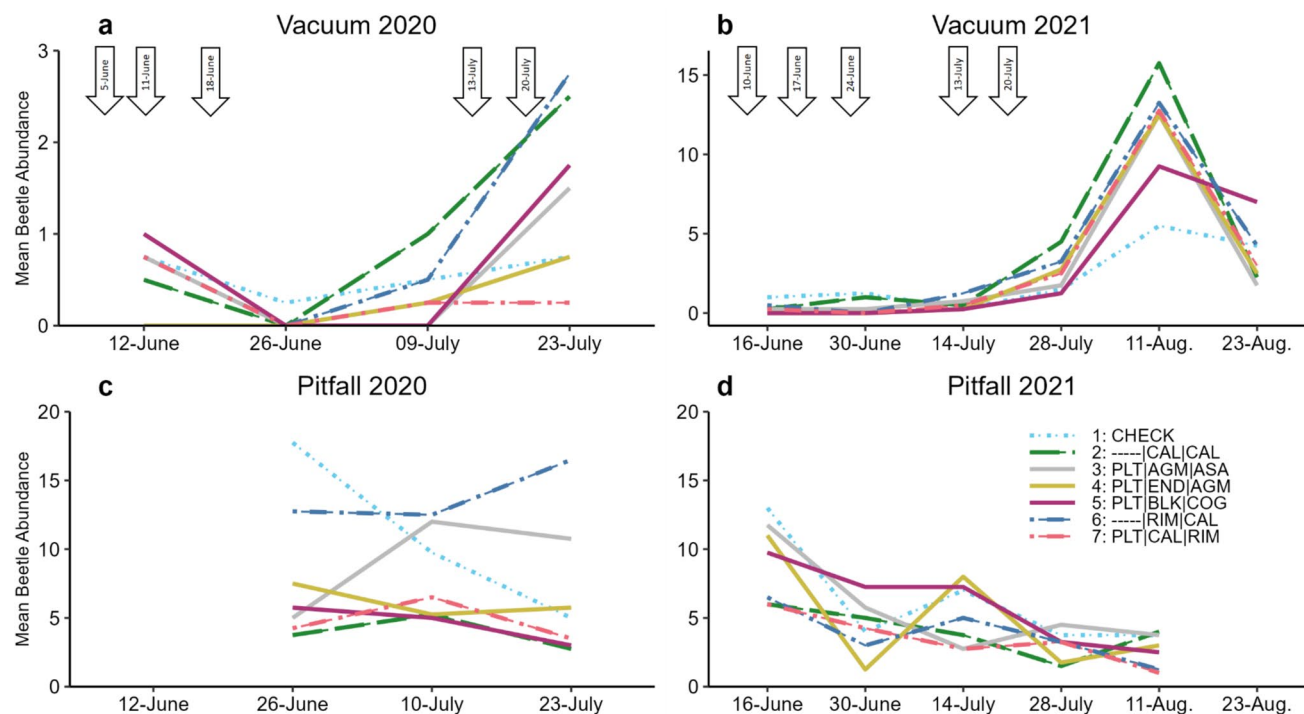 a Vacuum 2020
3
2
1
0
Mean Beetle Abundance
5-June
11-June
18-June
13-July
20-July
12-June 26-June 09-July 23-July
b Vacuum 2021
15
10
5
0
10-June
17-June
24-June
13-July
20-July
16-June 30-June 14-July 28-July 11-Aug. 23-Aug.
c Pitfall 2020
20
15
10
5
0
Mean Beetle Abundance
12-June 26-June 10-July 23-July
d Pitfall 2021
20
15
10
5
0
1: CHECK
2: -----|CAL|CAL
3: PLT|AGM|ASA
4: PLT|END|AGM
5: PLT|BLK|COG
6: -----|RIM|CAL
7: PLT|CAL|RIM
16-June 30-June 14-July 28-July 11-Aug. 23-Aug.